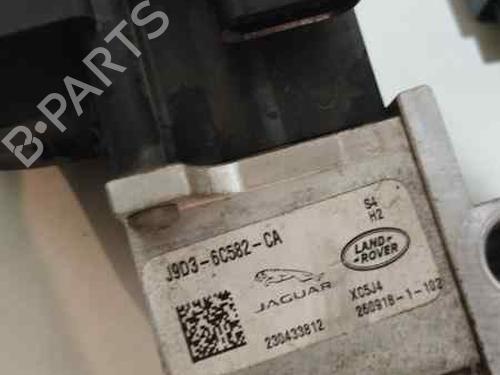 B-PARTS
S4
H2
J9D3-6C582-CA
LAND-
-ROVER
JAGUAR
XC5J4
230433812
260918-1-102